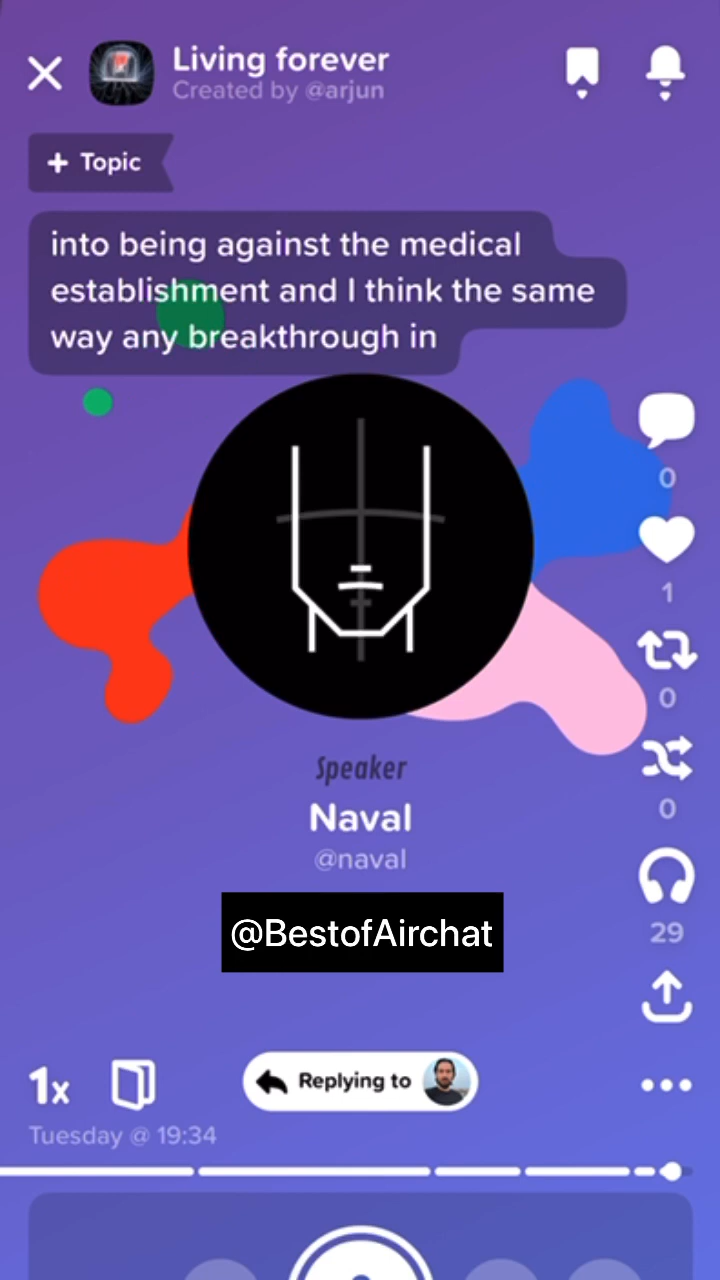 Living forever
Created by @arjun
+ Topic
into being against the medical
establishment and I think the same
way any breakthrough in
0
1
0
0
29
Speaker
Naval
@naval
@BestofAirchat
1x
Replying to
Tuesday @ 19:34